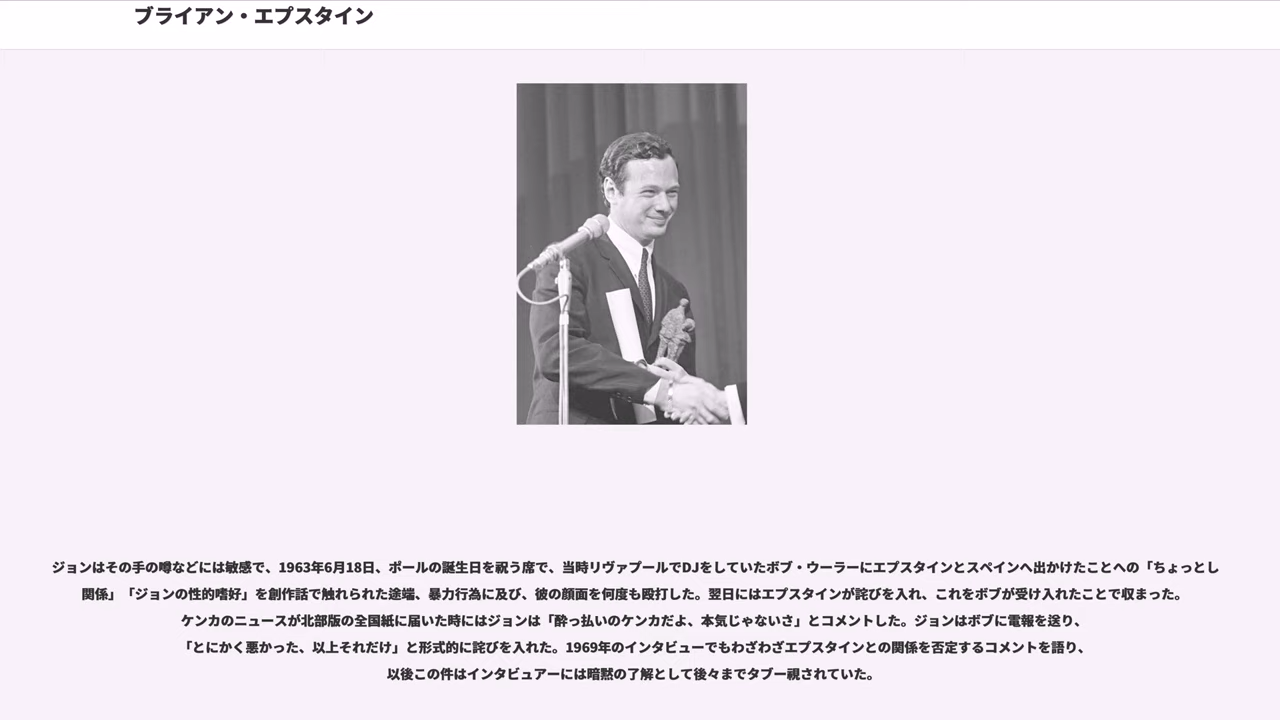 ブライアン・エプスタイン
ジョンはその手の噂などには敏感で、1963年6月18日、ポールの誕生日を祝う席で、当時リヴァプールでDJをしていたボブ・ウーラーにエプスタインとスペインへ出かけたことへの「ちょっとし
関係」「ジョンの性的嗜好」を創作話で触れられた途端、暴力行為に及び、彼の顔面を何度も殴打した。翌日にはエプスタインが詫びを入れ、これをボブが受け入れたことで収まった。
ケンカのニュースが北部版の全国紙に届いた時にはジョンは「酔っ払いのケンカだよ、本気じゃないさ」とコメントした。ジョンはボブに電報を送り、
「とにかく悪かった、以上それだけ」と形式的に詫びを入れた。1969年のインタビューでもわざわざエプスタインとの関係を否定するコメントを語り、
以後この件はインタビュアーには暗黙の了解として後々までタブー視されていた。